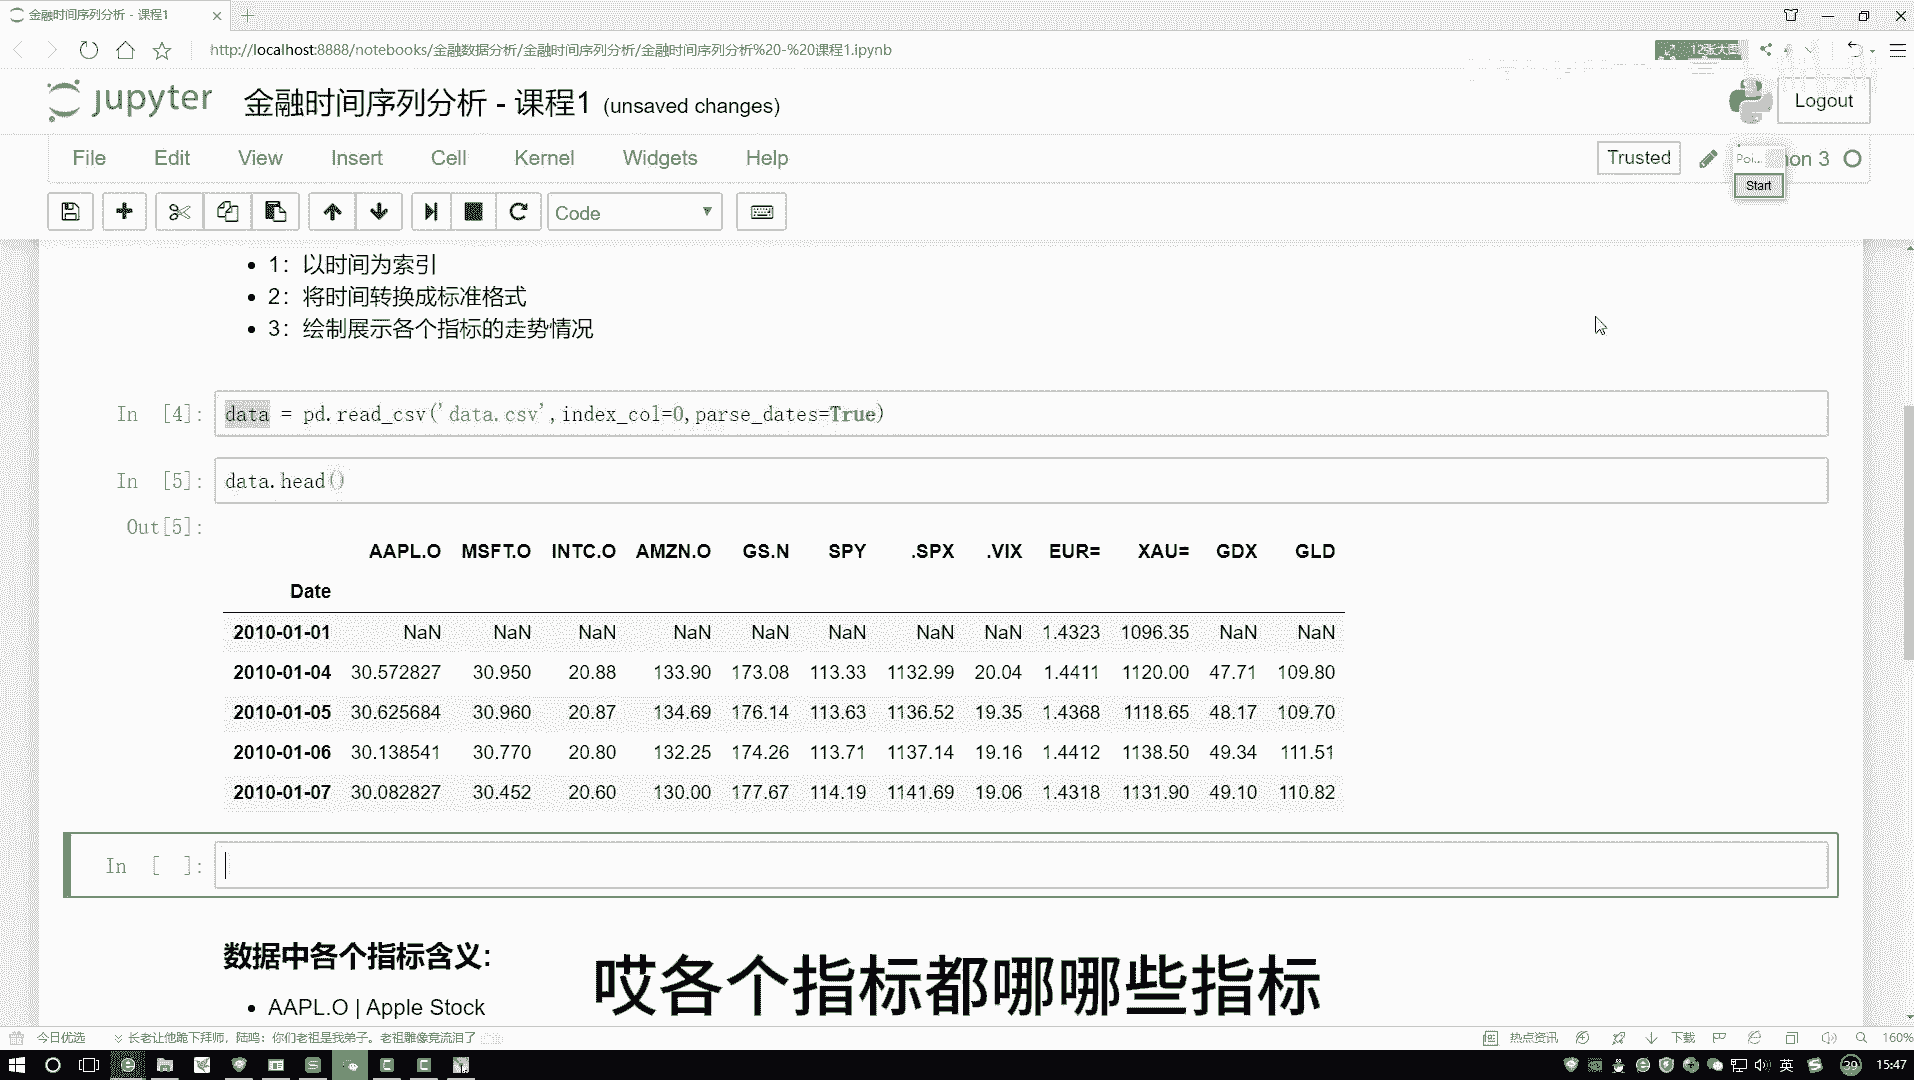 金融时间序列分析 - 课程1
http://localhost:8888/notebooks/金融数据分析/金融时间序列分析/金融时间序列分析%20-%20课程1.ipynb
12张大图
jupyter 金融时间序列分析 - 课程1 (unsaved changes)
Logout
File Edit View Insert Cell Kernel Widgets Help
Trusted
Poi... on 3
Start
Code
1：以时间为索引
2：将时间转换成标准格式
3：绘制展示各个指标的走势情况
In [4]: data = pd.read_csv('data.csv',index_col=0,parse_dates=True)
In [5]: data.head()
Out[5]:
AAPL.O MSFT.O INTC.O AMZN.O GS.N SPY .SPX .VIX EUR= XAU= GDX GLD
Date
2010-01-01 NaN NaN NaN NaN NaN NaN NaN NaN 1.4323 1096.35 NaN NaN
2010-01-04 30.572827 30.950 20.88 133.90 173.08 113.33 1132.99 20.04 1.4411 1120.00 47.71 109.80
2010-01-05 30.625684 30.960 20.87 134.69 176.14 113.63 1136.52 19.35 1.4368 1118.65 48.17 109.70
2010-01-06 30.138541 30.770 20.80 132.25 174.26 113.71 1137.14 19.16 1.4412 1138.50 49.34 111.51
2010-01-07 30.082827 30.452 20.60 130.00 177.67 114.19 1141.69 19.06 1.4318 1131.90 49.10 110.82
In [ ]:
数据中各个指标含义:
AAPL.O | Apple Stock
哎各个指标都哪哪些指标
今日优选 长老让他跪下拜师，陆鸣：你们老祖是我弟子。老祖雕像竟流泪了
热点资讯 下载 160%
英 29 15:47